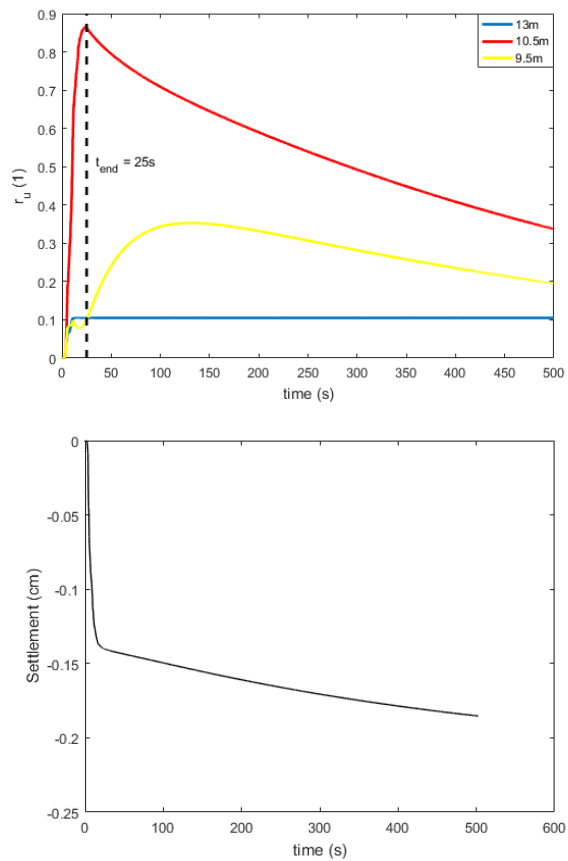 0.9
0.8
0.7
0.6
0.5
0.4
0.3
0.2
0.1
0
r_u (1)
13m
10.5m
9.5m
t_end = 25s
0 50 100 150 200 250 300 350 400 450 500
time (s)
0
-0.05
-0.1
-0.15
-0.2
-0.25
Settlement (cm)
0 100 200 300 400 500 600
time (s)